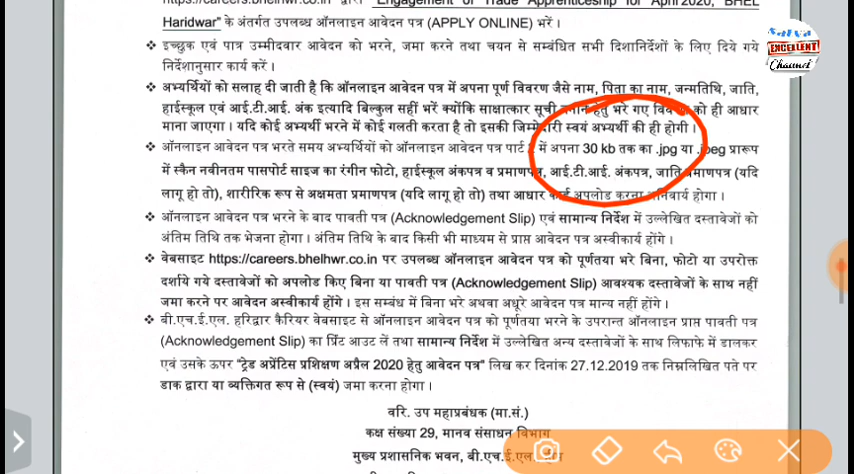 https://careers.bhelhwr.co.in द्वारा "Engagement of Trade Apprenticeship for April 2020, BHEL
Haridwar" के अंतर्गत उपलब्ध ऑनलाइन आवेदन पत्र (APPLY ONLINE) भरें।
❖ इच्छुक एवं पात्र उम्मीदवार आवेदन को भरने, जमा करने तथा चयन से सम्बंधित सभी दिशानिर्देशों के लिए दिये गये
निर्देशानुसार कार्य करें।
❖ अभ्यर्थियों को सलाह दी जाती है कि ऑनलाइन आवेदन पत्र में अपना पूर्ण विवरण जैसे नाम, पिता का नाम, जन्मतिथि, जाति,
हाईस्कूल एवं आई.टी.आई. अंक इत्यादि बिल्कुल सहीं भरें क्योंकि साक्षात्कार सूची बनाने हेतु भरे गए विवरण को ही आधार
माना जाएगा। यदि कोई अभ्यर्थी भरने में कोई गलती करता है तो इसकी जिम्मेदारी स्वयं अभ्यर्थी की ही होगी।
❖ ऑनलाइन आवेदन पत्र भरते समय अभ्यर्थियों को ऑनलाइन आवेदन पत्र पार्ट 2 में अपना 30 kb तक का .jpg या .jpeg प्रारूप
में स्कैन नवीनतम पासपोर्ट साइज का रंगीन फोटो, हाईस्कूल अंकपत्र व प्रमाणपत्र, आई.टी.आई. अंकपत्र, जाति प्रमाणपत्र (यदि
लागू हो तो), शारीरिक रूप से अक्षमता प्रमाणपत्र (यदि लागू हो तो) तथा आधार कार्ड अपलोड करना अनिवार्य होगा।
❖ ऑनलाइन आवेदन पत्र भरने के बाद पावती पत्र (Acknowledgement Slip) एवं सामान्य निर्देश में उल्लेखित दस्तावेजों को
अंतिम तिथि तक भेजना होगा। अंतिम तिथि के बाद किसी भी माध्यम से प्राप्त आवेदन पत्र अस्वीकार्य होंगे।
❖ वेबसाइट https://careers.bhelhwr.co.in पर उपलब्ध ऑनलाइन आवेदन पत्र को पूर्णतया भरे बिना, फोटो या उपरोक्त
दर्शाये गये दस्तावेजों को अपलोड किए बिना या पावती पत्र (Acknowledgement Slip) आवश्यक दस्तावेजों के साथ नहीं
जमा करने पर आवेदन अस्वीकार्य होंगे। इस सम्बंध में बिना भरे अथवा अधूरे आवेदन पत्र मान्य नहीं होंगे।
❖ बी.एच.ई.एल. हरिद्वार कैरियर वेबसाइट से ऑनलाइन आवेदन पत्र को पूर्णतया भरने के उपरान्त ऑनलाइन प्राप्त पावती पत्र
(Acknowledgement Slip) का प्रिंट आउट लें तथा सामान्य निर्देश में उल्लेखित अन्य दस्तावेजों के साथ लिफाफे में डालकर
एवं उसके ऊपर "ट्रेड अप्रेंटिस प्रशिक्षण अप्रैल 2020 हेतु आवेदन पत्र" लिख कर दिनांक 27.12.2019 तक निम्नलिखित पते पर
डाक द्वारा या व्यक्तिगत रूप से (स्वयं) जमा करना होगा।
वरि. उप महाप्रबंधक (मा.सं.)
कक्ष संख्या 29, मानव संसाधन विभाग
मुख्य प्रशासनिक भवन, बी.एच.ई.एल.
EXCELLENT
Channel